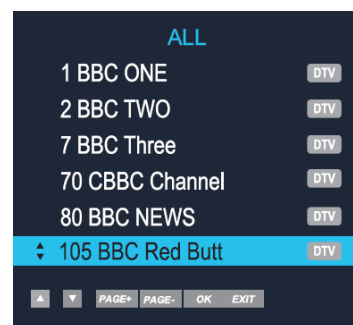 ALL
1 BBC ONE DTV
2 BBC TWO DTV
7 BBC Three DTV
70 CBBC Channel DTV
80 BBC NEWS DTV
105 BBC Red Butt DTV
PAGE+ PAGE- OK EXIT